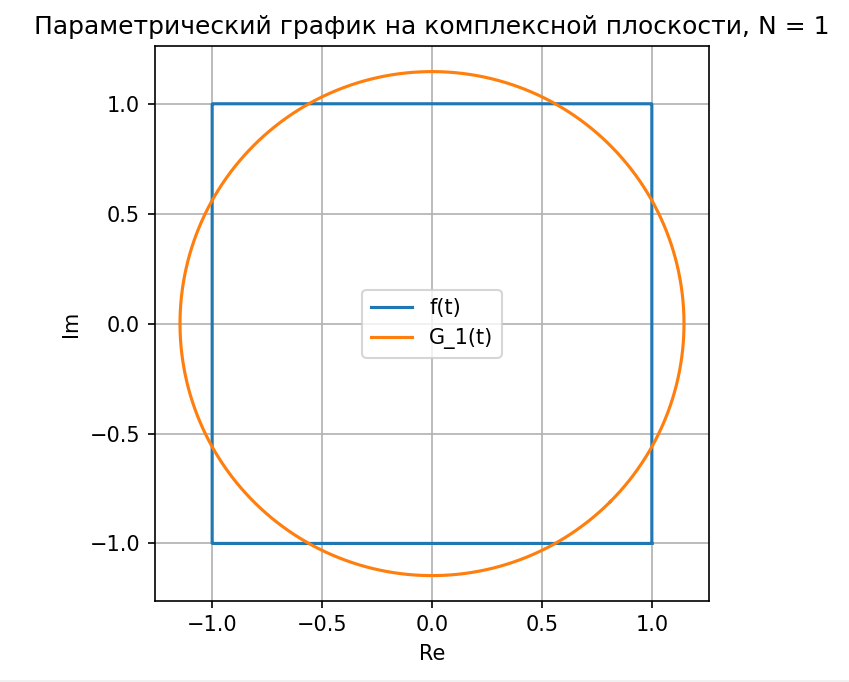 Параметрический график на комплексной плоскости, N = 1
1.0
0.5
0.0
−0.5
−1.0
Im
f(t)
G_1(t)
−1.0 −0.5 0.0 0.5 1.0
Re